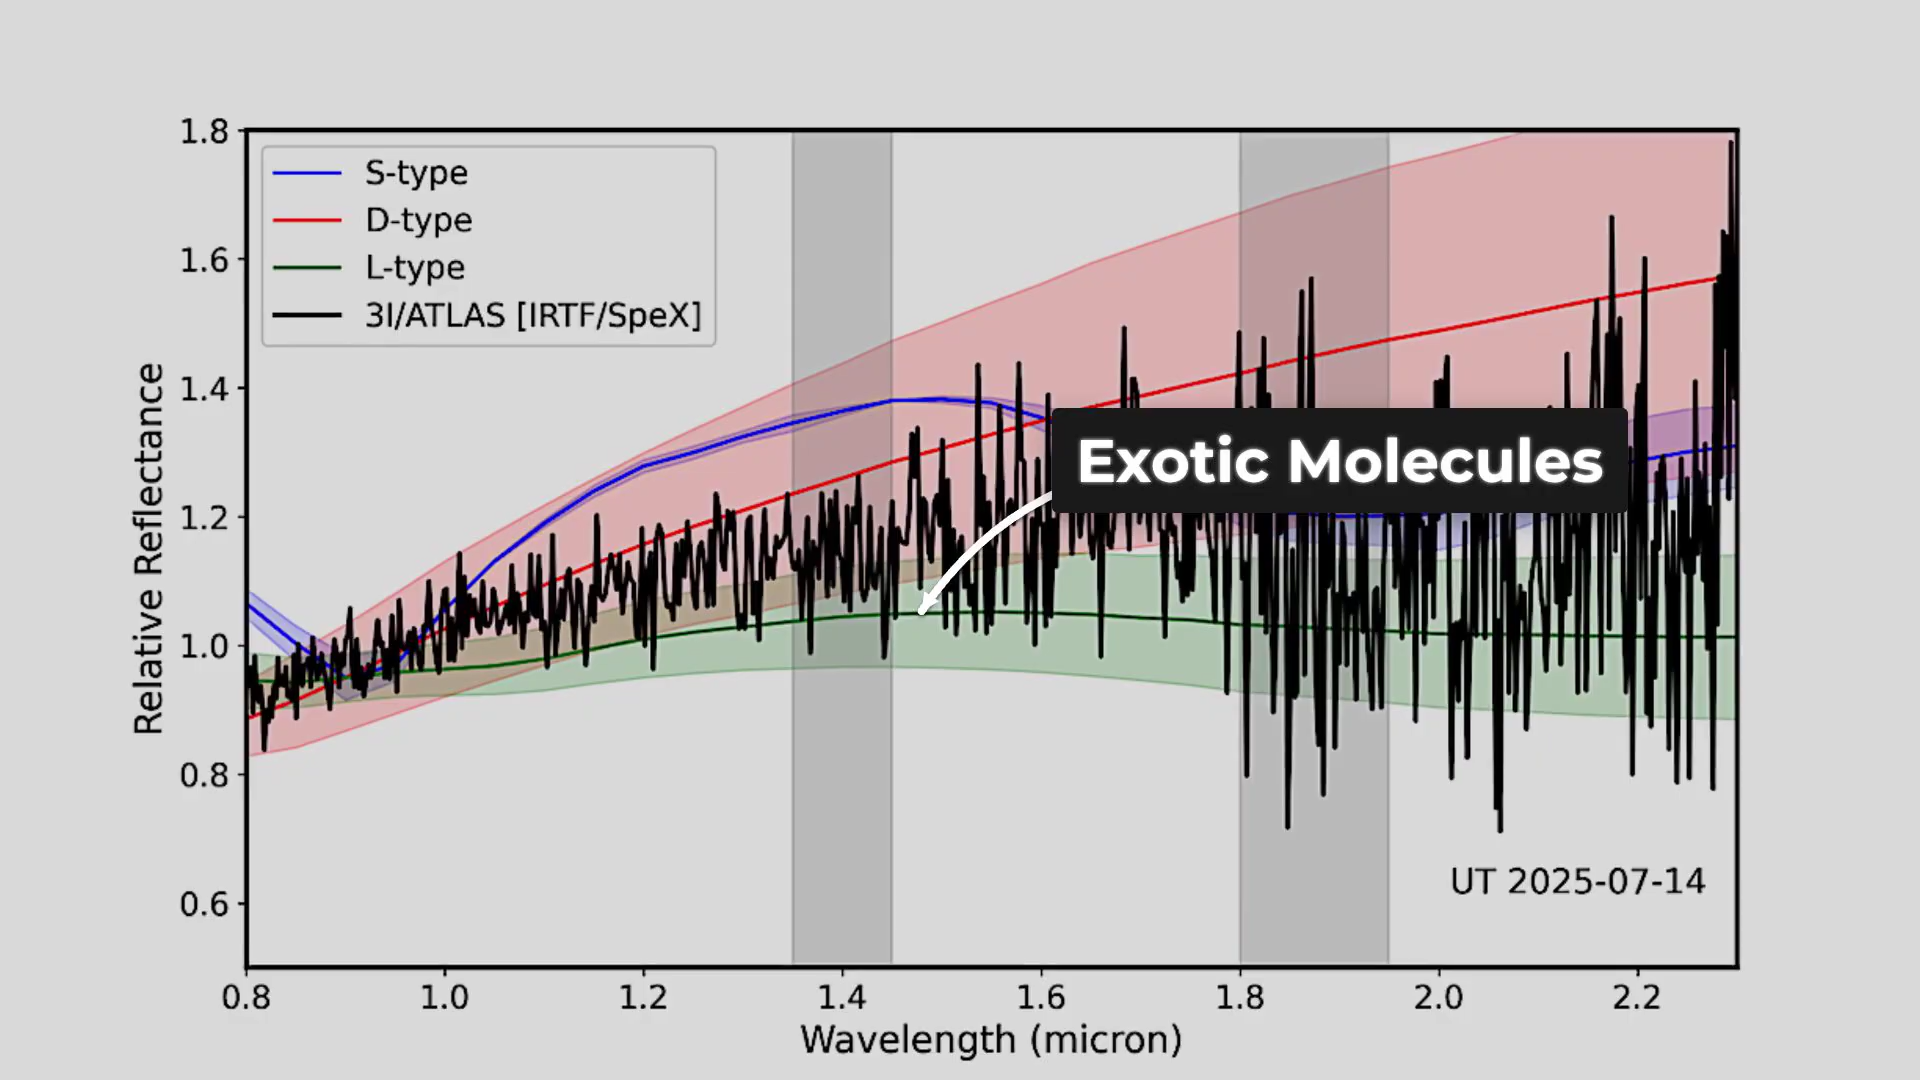 S-type
D-type
L-type
3I/ATLAS [IRTF/SpeX]
Exotic Molecules
UT 2025-07-14
Relative Reflectance
1.8
1.6
1.4
1.2
1.0
0.8
0.6
0.8 1.0 1.2 1.4 1.6 1.8 2.0 2.2
Wavelength (micron)